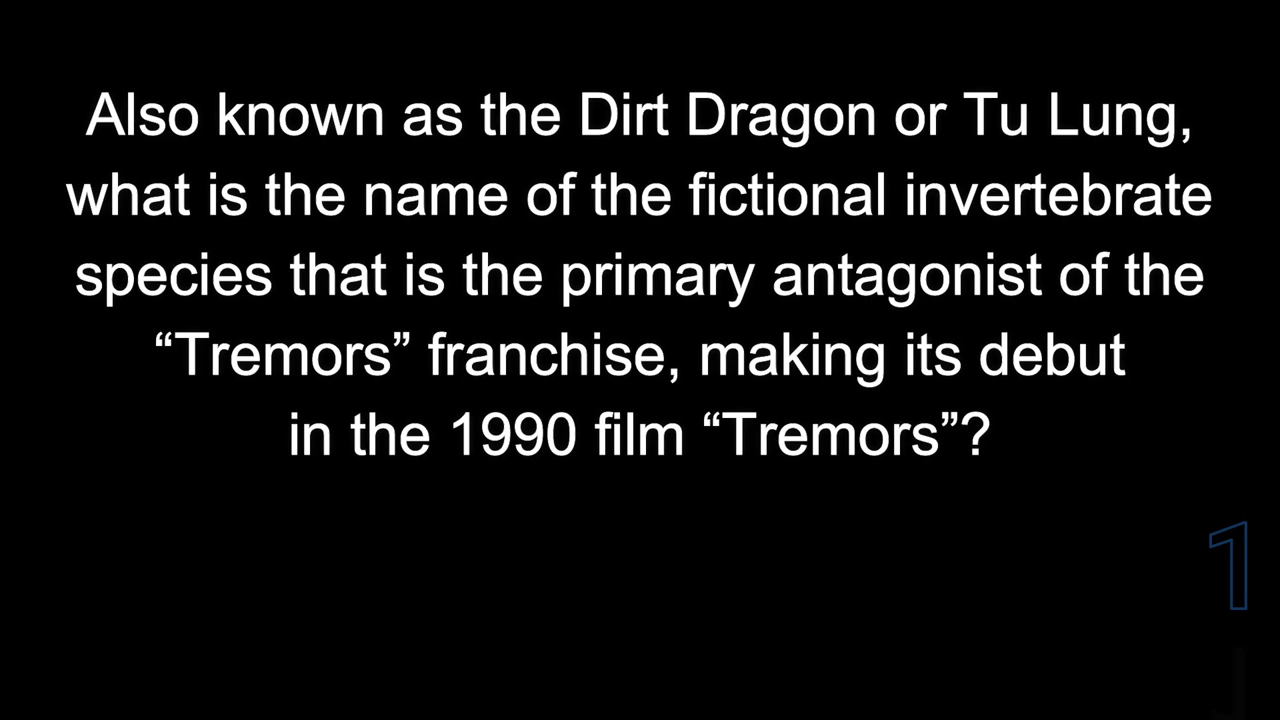 Also known as the Dirt Dragon or Tu Lung,
what is the name of the fictional invertebrate
species that is the primary antagonist of the
“Tremors” franchise, making its debut
in the 1990 film “Tremors”?
1